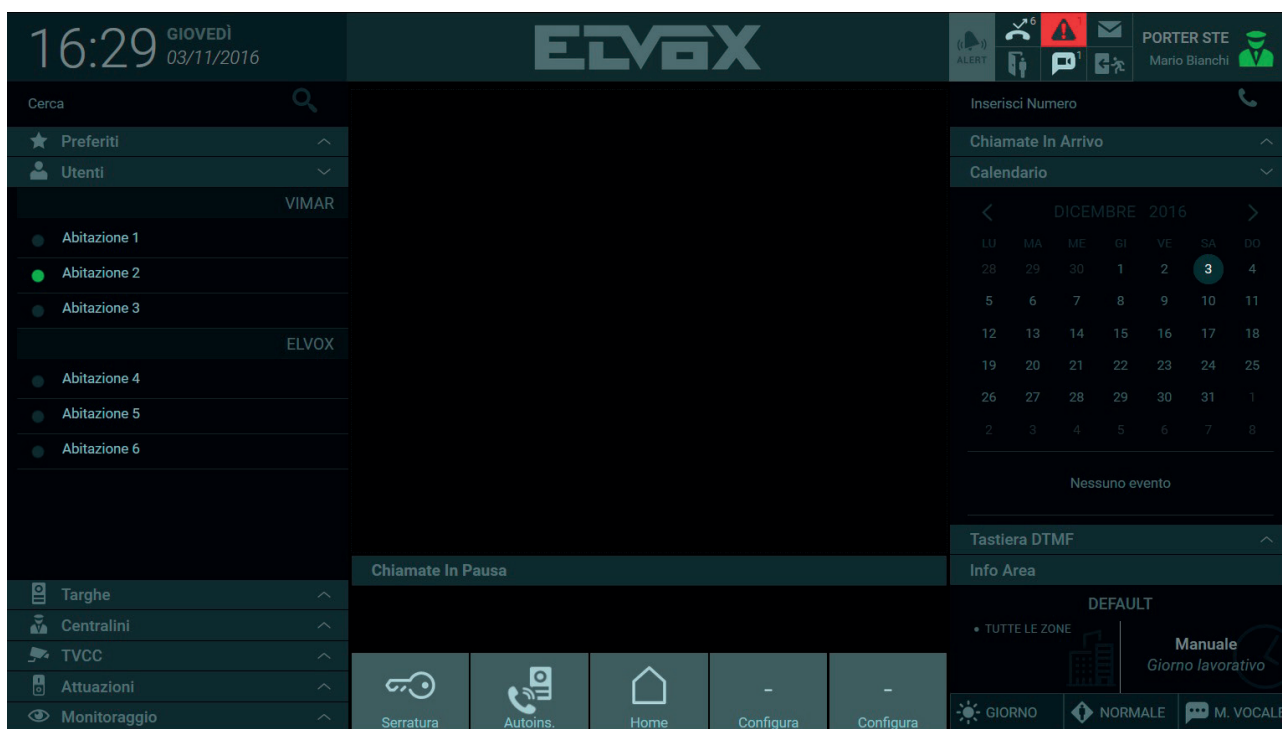 16:29 GIOVEDÌ
03/11/2016
ELVOX
ALERT
6
1
1
PORTER STE
Mario Bianchi
Cerca
Preferiti
Utenti
VIMAR
Abitazione 1
Abitazione 2
Abitazione 3
ELVOX
Abitazione 4
Abitazione 5
Abitazione 6
Targhe
Centralini
TVCC
Attuazioni
Monitoraggio
Chiamate In Pausa
Serratura
Autoins.
Home
-
Configura
-
Configura
Inserisci Numero
Chiamate In Arrivo
Calendario
DICEMBRE 2016
LU MA ME GI VE SA DO
28 29 30 1 2 3 4
5 6 7 8 9 10 11
12 13 14 15 16 17 18
19 20 21 22 23 24 25
26 27 28 29 30 31 1
2 3 4 5 6 7 8
Nessuno evento
Tastiera DTMF
Info Area
DEFAULT
• TUTTE LE ZONE
Manuale
Giorno lavorativo
GIORNO
NORMALE
M. VOCALE